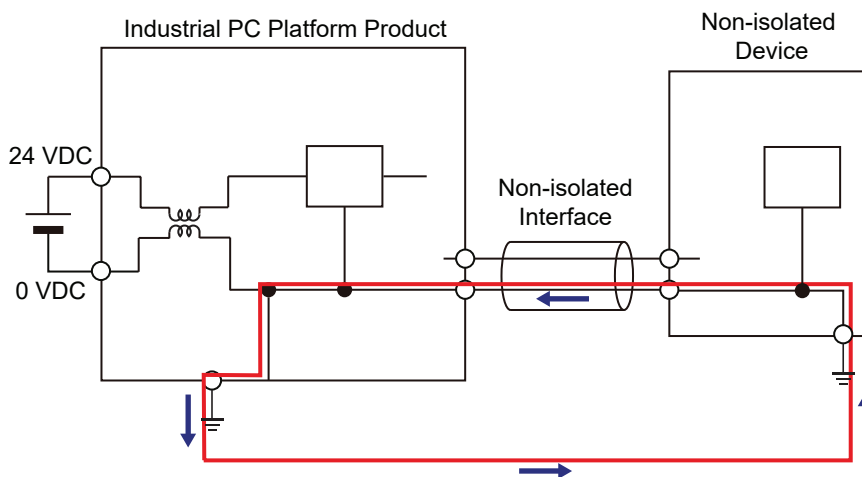 Industrial PC Platform Product
Non-isolated
Device
24 VDC
Non-isolated
Interface
0 VDC